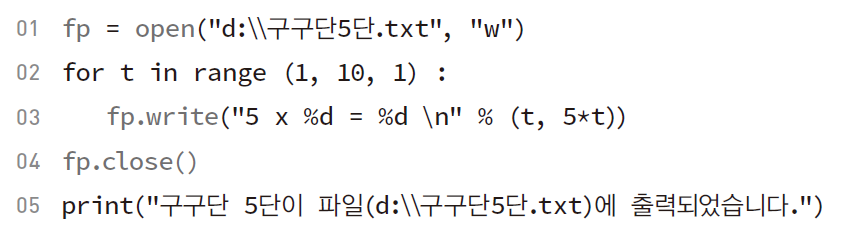 01 fp = open("d:\\구구단5단.txt", "w")
02 for t in range (1, 10, 1) :
03 fp.write("5 x %d = %d \n" % (t, 5*t))
04 fp.close()
05 print("구구단 5단이 파일(d:\\구구단5단.txt)에 출력되었습니다.")